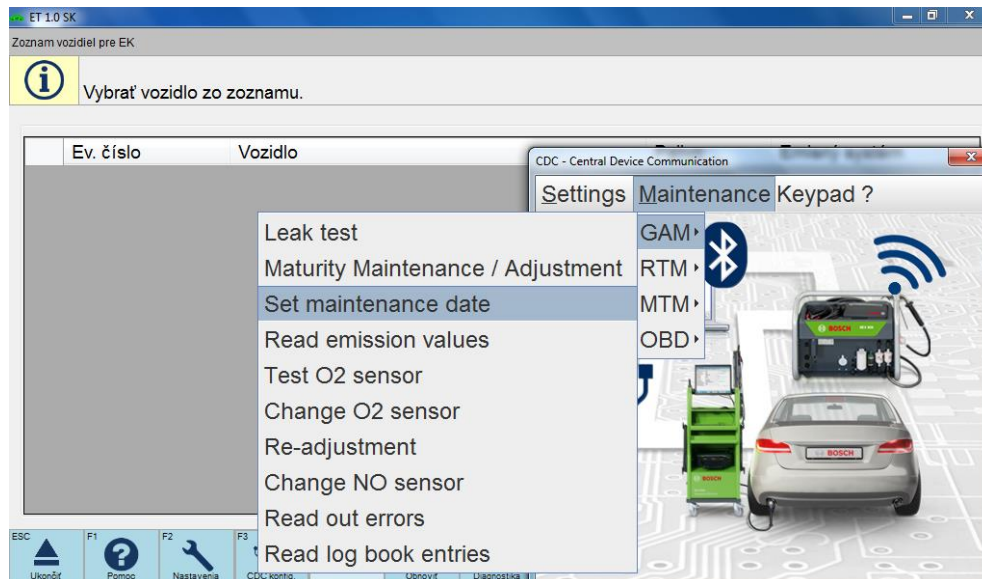 ET 1.0 SK
Zoznam vozidiel pre EK
Vybrať vozidlo zo zoznamu.
Ev. číslo Vozidlo
CDC - Central Device Communication
Settings Maintenance Keypad ?
Leak test
Maturity Maintenance / Adjustment
Set maintenance date
Read emission values
Test O2 sensor
Change O2 sensor
Re-adjustment
Change NO sensor
Read out errors
Read log book entries
GAM
RTM
MTM
OBD
BOSCH
BOSCH
BOSCH
ESC F1 F2 F3
Ukončiť Pomoc Nastavenia CDC konfig. Obnoviť Diagnostika